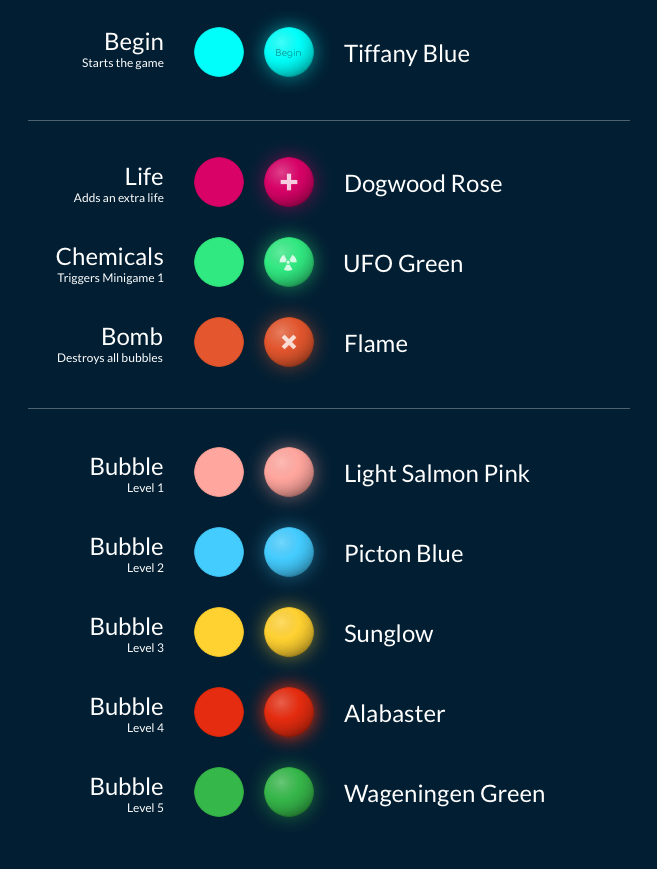 Begin
Starts the game
Begin
Tiffany Blue
Life
Adds an extra life
Dogwood Rose
Chemicals
Triggers Minigame 1
UFO Green
Bomb
Destroys all bubbles
Flame
Bubble
Level 1
Light Salmon Pink
Bubble
Level 2
Picton Blue
Bubble
Level 3
Sunglow
Bubble
Level 4
Alabaster
Bubble
Level 5
Wageningen Green